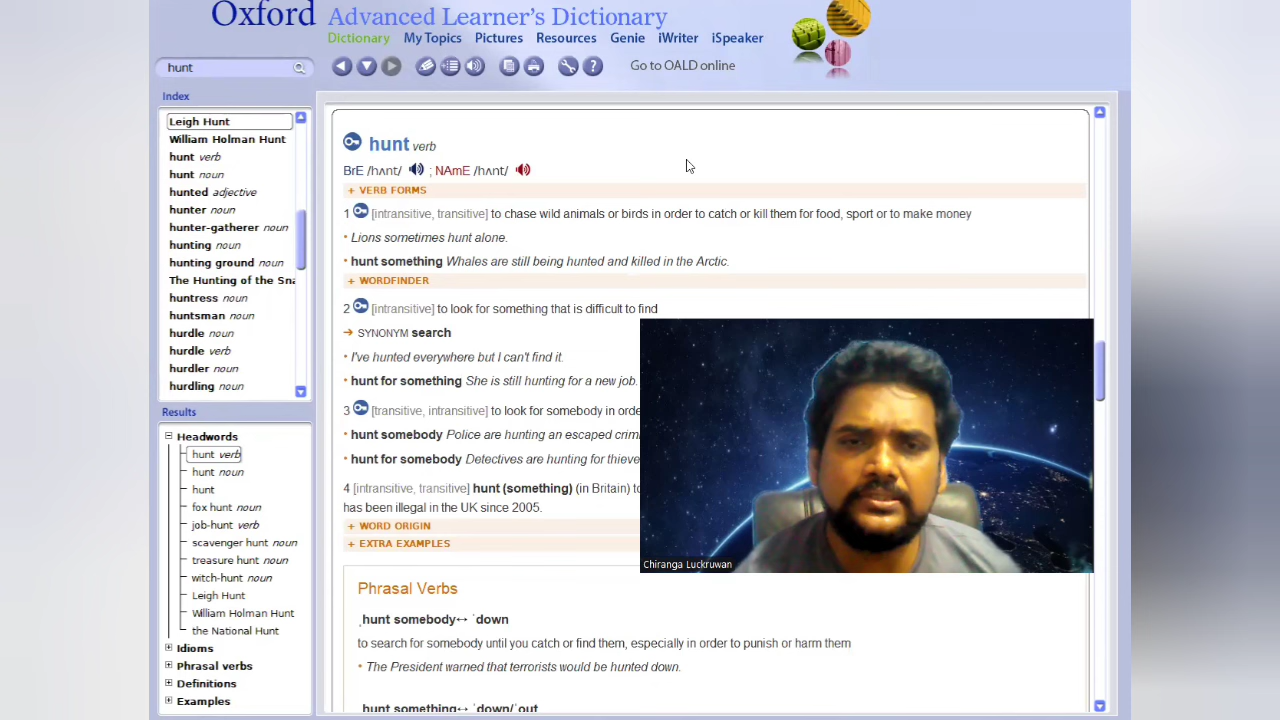 Oxford Advanced Learner's Dictionary
Dictionary My Topics Pictures Resources Genie iWriter iSpeaker
hunt
Go to OALD online
Index
Leigh Hunt
William Holman Hunt
hunt verb
hunt noun
hunted adjective
hunter noun
hunter-gatherer noun
hunting noun
hunting ground noun
The Hunting of the Sna
huntress noun
huntsman noun
hurdle noun
hurdle verb
hurdler noun
hurdling noun
Results
Headwords
hunt verb
hunt noun
hunt
fox hunt noun
job-hunt verb
scavenger hunt noun
treasure hunt noun
witch-hunt noun
Leigh Hunt
William Holman Hunt
the National Hunt
Idioms
Phrasal verbs
Definitions
Examples
hunt verb
BrE /hʌnt/ ; NAmE /hʌnt/
+ VERB FORMS
1 [intransitive, transitive] to chase wild animals or birds in order to catch or kill them for food, sport or to make money
• Lions sometimes hunt alone.
• hunt something Whales are still being hunted and killed in the Arctic.
+ WORDFINDER
2 [intransitive] to look for something that is difficult to find
➔ SYNONYM search
• I've hunted everywhere but I can't find it.
• hunt for something She is still hunting for a new job.
3 [transitive, intransitive] to look for somebody in orde
• hunt somebody Police are hunting an escaped crim
• hunt for somebody Detectives are hunting for thieve
4 [intransitive, transitive] hunt (something) (in Britain) to
has been illegal in the UK since 2005.
+ WORD ORIGIN
+ EXTRA EXAMPLES
Chiranga Luckruwan
Phrasal Verbs
ˌhunt somebody↔ ˈdown
to search for somebody until you catch or find them, especially in order to punish or harm them
• The President warned that terrorists would be hunted down.
hunt something↔ ˈdown/ˈout